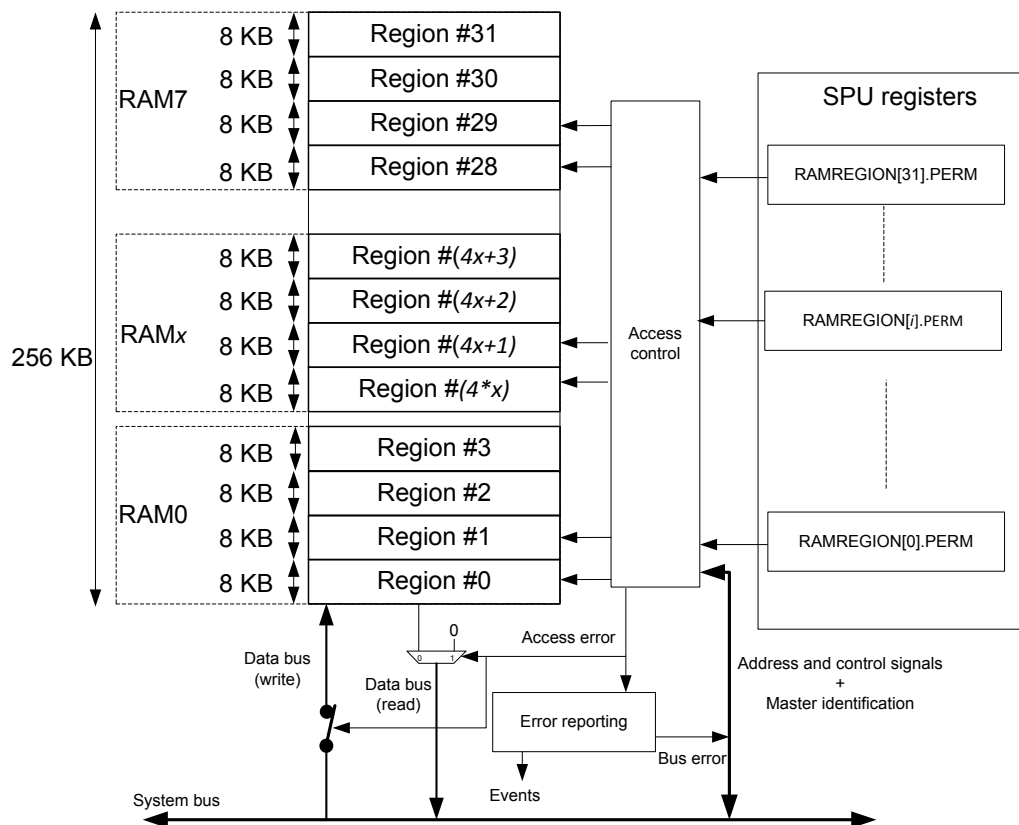 8 KB
Region #31
8 KB
Region #30
RAM7
8 KB
Region #29
8 KB
Region #28
8 KB
Region #(4x+3)
8 KB
Region #(4x+2)
RAMx
8 KB
Region #(4x+1)
8 KB
Region #(4*x)
256 KB
8 KB
Region #3
8 KB
Region #2
RAM0
8 KB
Region #1
8 KB
Region #0
Access
control
SPU registers
RAMREGION[31].PERM
RAMREGION[i].PERM
RAMREGION[0].PERM
0
0 1
Access error
Data bus
(write)
Data bus
(read)
Error reporting
Bus error
Events
Address and control signals
+
Master identification
System bus